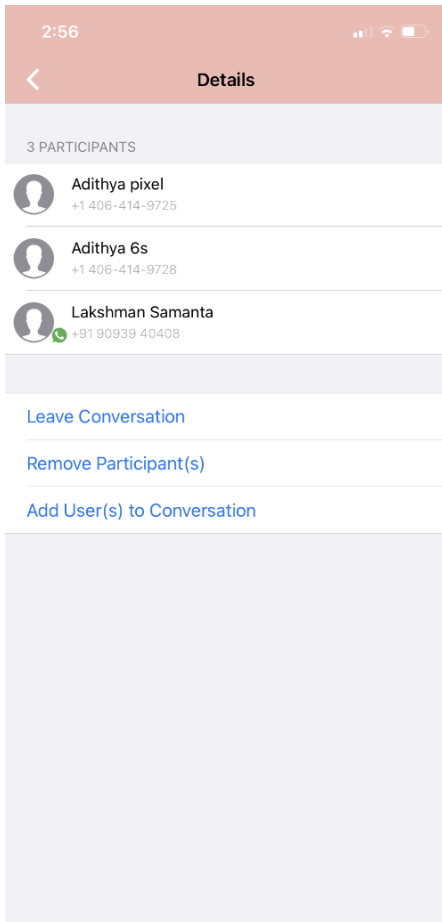 2:56
Details
3 PARTICIPANTS
Adithya pixel
+1 406-414-9725
Adithya 6s
+1 406-414-9728
Lakshman Samanta
+91 90939 40408
Leave Conversation
Remove Participant(s)
Add User(s) to Conversation